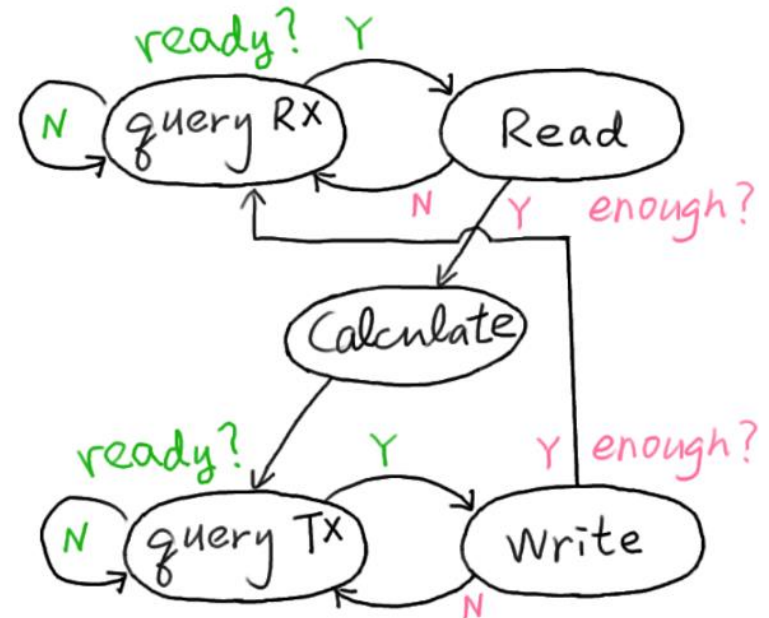 ready? Y
N query Rx Read
N Y enough?
Calculate
ready? Y Y enough?
N query Tx Write
N